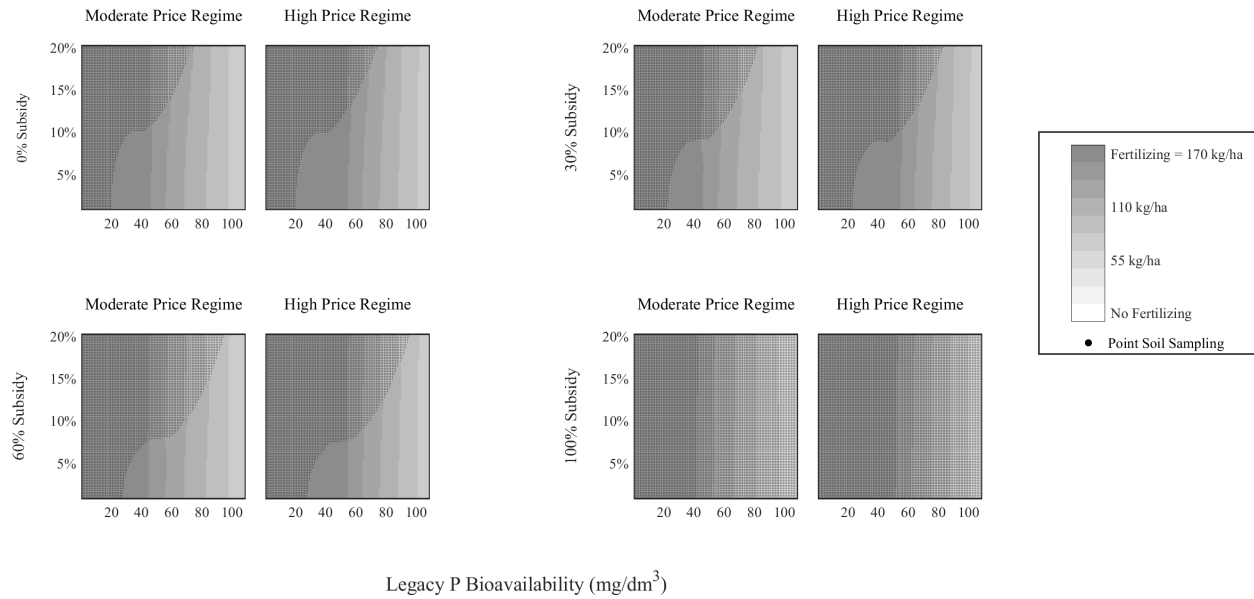 Moderate Price Regime High Price Regime Moderate Price Regime High Price Regime
0% Subsidy
20%
15%
10%
5%
20 40 60 80 100 20 40 60 80 100
30% Subsidy
20%
15%
10%
5%
20 40 60 80 100 20 40 60 80 100
Fertilizing = 170 kg/ha
110 kg/ha
55 kg/ha
No Fertilizing
Point Soil Sampling
Moderate Price Regime High Price Regime Moderate Price Regime High Price Regime
60% Subsidy
20%
15%
10%
5%
20 40 60 80 100 20 40 60 80 100
100% Subsidy
20%
15%
10%
5%
20 40 60 80 100 20 40 60 80 100
Legacy P Bioavailability (mg/dm³)